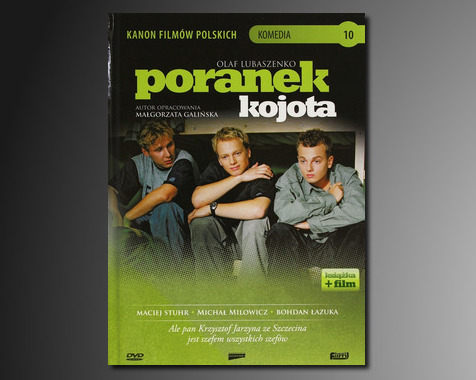 KANON FILMÓW POLSKICH
KOMEDIA
10
OLAF LUBASZENKO
poranek
kojota
AUTOR OPRACOWANIA
MAŁGORZATA GALIŃSKA
książka
+film
MACIEJ STUHR • MICHAŁ MILOWICZ • BOHDAN ŁAZUKA
Ale pan Krzysztof Jarzyna ze Szczecina
jest szefem wszystkich szefów
DVD